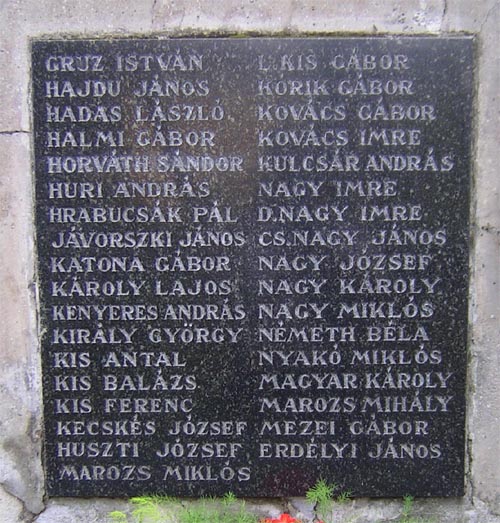 GRUZ ISTVÁN
HAJDU JÁNOS
HADAS LÁSZLÓ
HALMI GÁBOR
HORVÁTH SÁNDOR
HURI ANDRÁS
HRABUCSÁK PÁL
JÁVORSZKI JÁNOS
KATONA GÁBOR
KÁROLY LAJOS
KENYERES ANDRÁS
KIRÁLY GYÖRGY
KIS ANTAL
KIS BALÁZS
KIS FERENC
KECSKÉS JÓZSEF
HUSZTI JÓZSEF
MAROZS MIKLÓS
L.KIS GÁBOR
KORIK GÁBOR
KOVÁCS GÁBOR
KOVÁCS IMRE
KULCSÁR ANDRÁS
NAGY IMRE
D.NAGY IMRE
CS.NAGY JÁNOS
NAGY JÓZSEF
NAGY KÁROLY
NAGY MIKLÓS
NÉMETH BÉLA
NYAKÓ MIKLÓS
MAGYAR KÁROLY
MAROZS MIHÁLY
MEZEI GÁBOR
ERDÉLYI JÁNOS